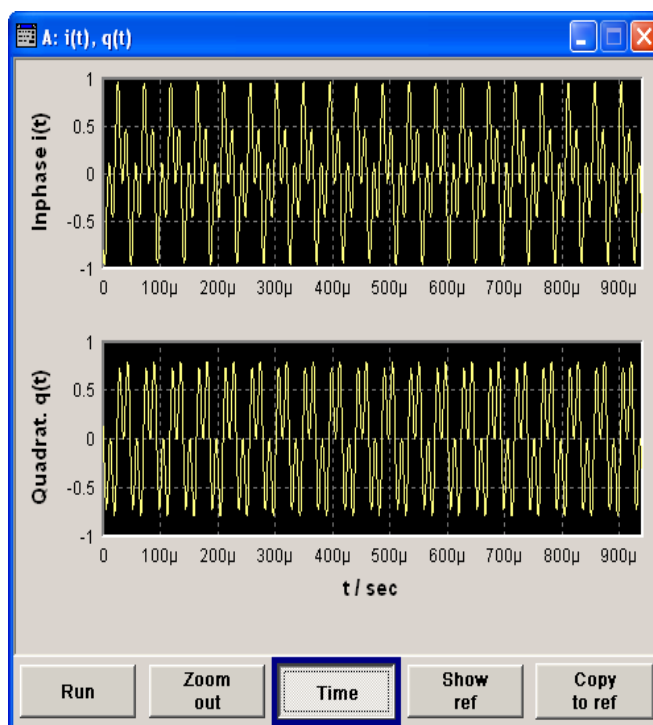 A: i(t), q(t)
Inphase i(t)
1
0.5
0
-0.5
-1
0 100µ 200µ 300µ 400µ 500µ 600µ 700µ 800µ 900µ
Quadrat. q(t)
1
0.5
0
-0.5
-1
0 100µ 200µ 300µ 400µ 500µ 600µ 700µ 800µ 900µ
t / sec
Run
Zoom
out
Time
Show
ref
Copy
to ref